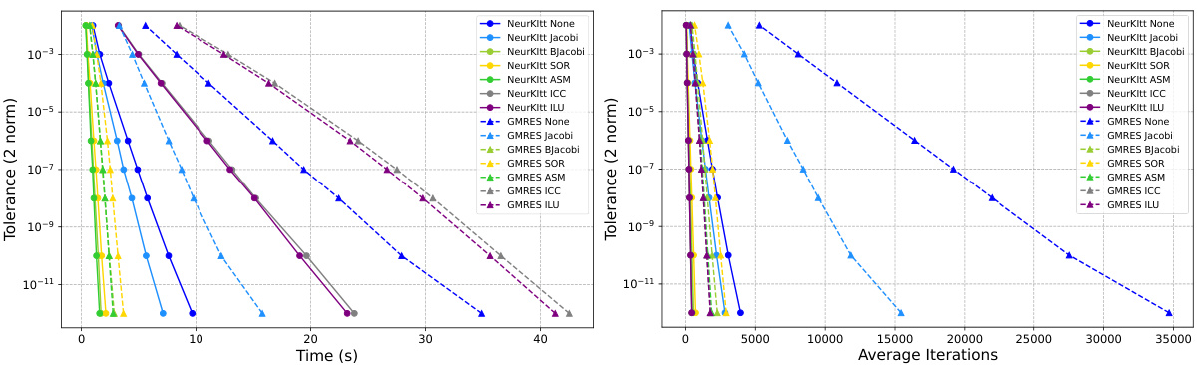 Tolerance (2 norm)
10⁻³
10⁻⁵
10⁻⁷
10⁻⁹
10⁻¹¹
NeurKItt None
NeurKItt Jacobi
NeurKItt BJacobi
NeurKItt SOR
NeurKItt ASM
NeurKItt ICC
NeurKItt ILU
GMRES None
GMRES Jacobi
GMRES BJacobi
GMRES SOR
GMRES ASM
GMRES ICC
GMRES ILU
0 10 20 30 40
Time (s)
Tolerance (2 norm)
10⁻³
10⁻⁵
10⁻⁷
10⁻⁹
10⁻¹¹
NeurKItt None
NeurKItt Jacobi
NeurKItt BJacobi
NeurKItt SOR
NeurKItt ASM
NeurKItt ICC
NeurKItt ILU
GMRES None
GMRES Jacobi
GMRES BJacobi
GMRES SOR
GMRES ASM
GMRES ICC
GMRES ILU
0 5000 10000 15000 20000 25000 30000 35000
Average Iterations